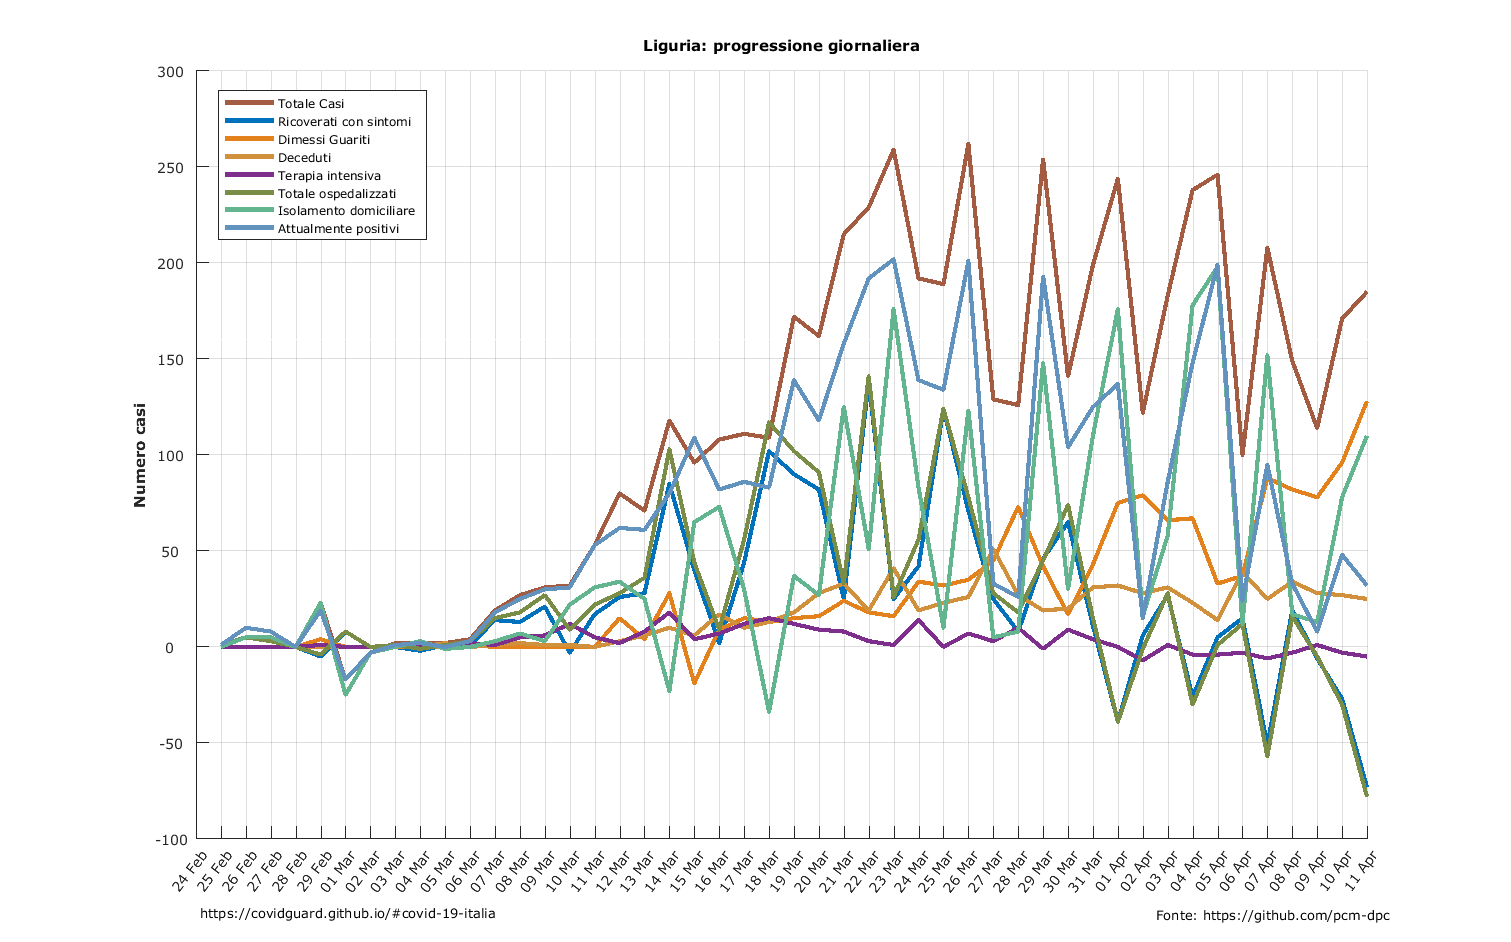 Liguria: progressione giornaliera
300
250
200
150
100
50
0
-50
-100
Numero casi
Totale Casi
Ricoverati con sintomi
Dimessi Guariti
Deceduti
Terapia intensiva
Totale ospedalizzati
Isolamento domiciliare
Attualmente positivi
24 Feb
25 Feb
26 Feb
27 Feb
28 Feb
29 Feb
01 Mar
02 Mar
03 Mar
04 Mar
05 Mar
06 Mar
07 Mar
08 Mar
09 Mar
10 Mar
11 Mar
12 Mar
13 Mar
14 Mar
15 Mar
16 Mar
17 Mar
18 Mar
19 Mar
20 Mar
21 Mar
22 Mar
23 Mar
24 Mar
25 Mar
26 Mar
27 Mar
28 Mar
29 Mar
30 Mar
31 Mar
01 Apr
02 Apr
03 Apr
04 Apr
05 Apr
06 Apr
07 Apr
08 Apr
09 Apr
10 Apr
11 Apr
https://covidguard.github.io/#covid-19-italia
Fonte: https://github.com/pcm-dpc